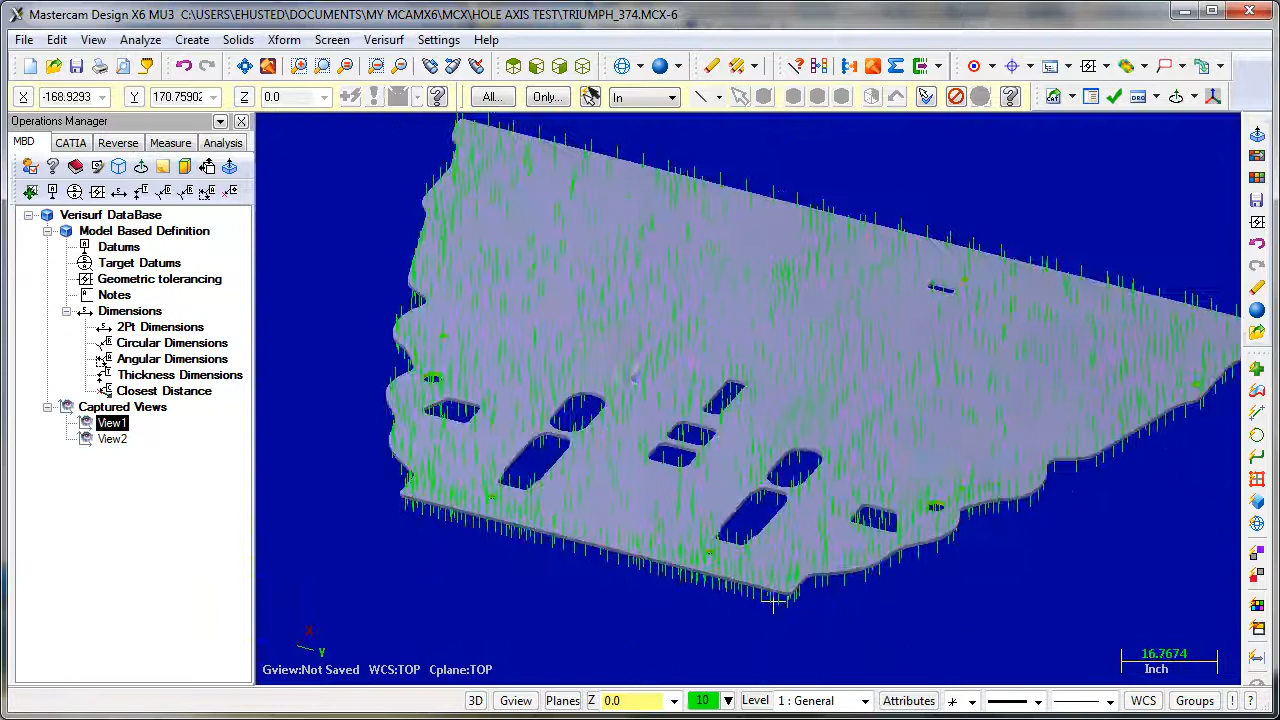 Mastercam Design X6 MU3 C:\USERS\EHUSTED\DOCUMENTS\MY MCAMX6\MCX\HOLE AXIS TEST\TRIUMPH_374.MCX-6
File Edit View Analyze Create Solids Xform Screen Verisurf Settings Help
X -168.9293 Y 170.75902 Z 0.0 All... Only... In
Operations Manager
MBD CATIA Reverse Measure Analysis
Verisurf DataBase
Model Based Definition
Datums
Target Datums
Geometric tolerancing
Notes
Dimensions
2Pt Dimensions
Circular Dimensions
Angular Dimensions
Thickness Dimensions
Closest Distance
Captured Views
View1
View2
X
Y
Gview:Not Saved WCS:TOP Cplane:TOP
16.7674
Inch
3D Gview Planes Z 0.0 10 Level 1 : General Attributes WCS Groups ! ?